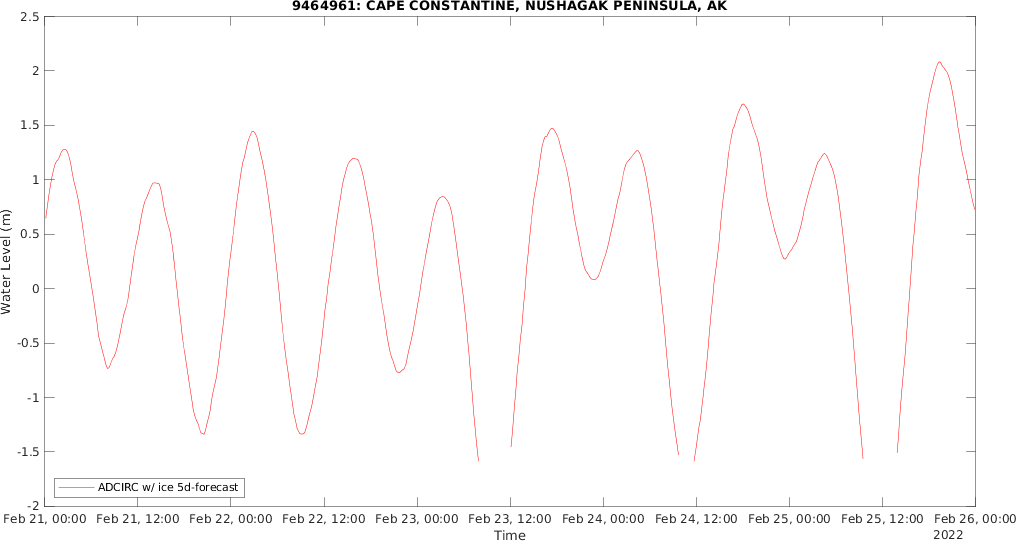 9464961: CAPE CONSTANTINE, NUSHAGAK PENINSULA, AK
2.5
2
1.5
1
0.5
0
-0.5
-1
-1.5
-2
Water Level (m)
ADCIRC w/ ice 5d-forecast
Feb 21, 00:00 Feb 21, 12:00 Feb 22, 00:00 Feb 22, 12:00 Feb 23, 00:00 Feb 23, 12:00 Feb 24, 00:00 Feb 24, 12:00 Feb 25, 00:00 Feb 25, 12:00 Feb 26, 00:00
Time
2022